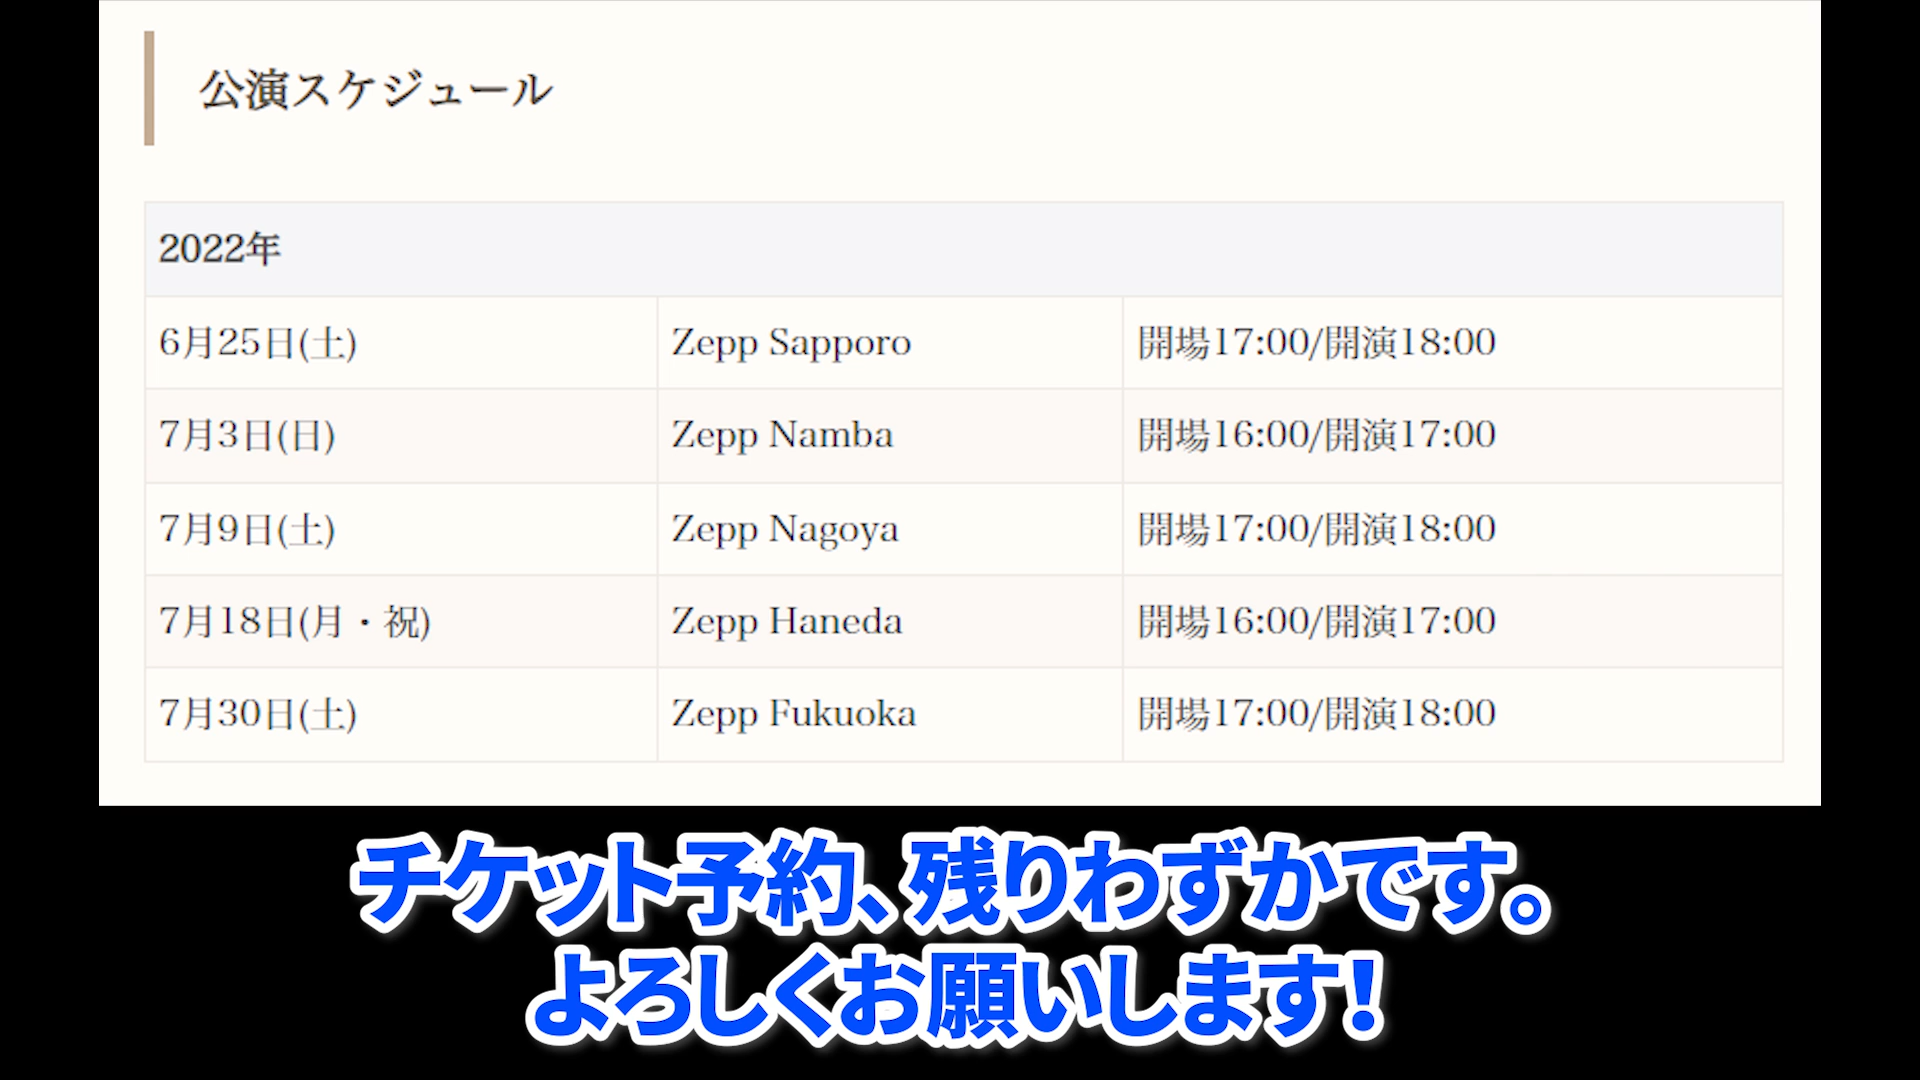 公演スケジュール
2022年
6月25日(土) Zepp Sapporo 開場17:00/開演18:00
7月3日(日) Zepp Namba 開場16:00/開演17:00
7月9日(土) Zepp Nagoya 開場17:00/開演18:00
7月18日(月・祝) Zepp Haneda 開場16:00/開演17:00
7月30日(土) Zepp Fukuoka 開場17:00/開演18:00
チケット予約、残りわずかです。
よろしくお願いします!